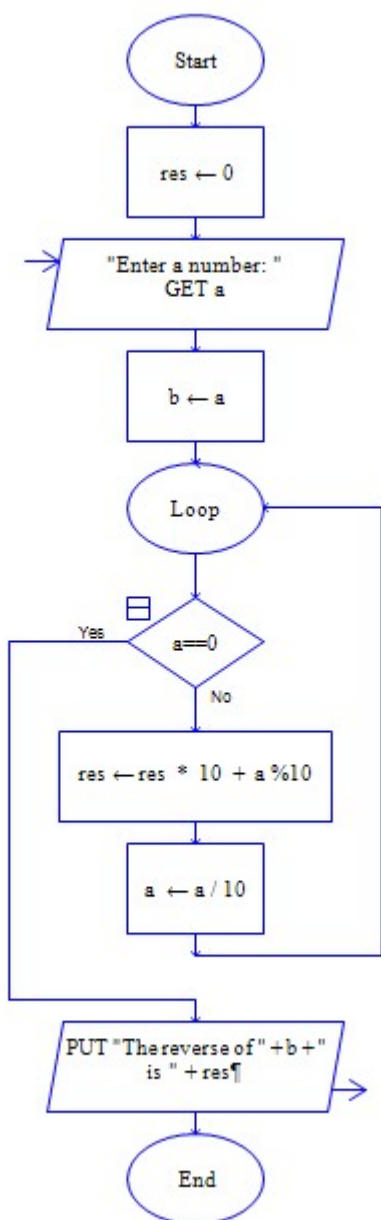 Start
res ← 0
"Enter a number: "
GET a
b ← a
Loop
Yes
a==0
No
res ← res * 10 + a %10
a ← a / 10
PUT "The reverse of " +b +"
is " + res¶
End